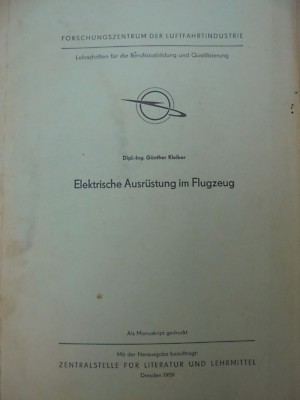 FORSCHUNGSZENTRUM DER LUFTFAHRTINDUSTRIE
Lehrschriften für die Berufsausbildung und Qualifizierung
Dipl.-Ing. Günther Kleiber
Elektrische Ausrüstung im Flugzeug
Als Manuskript gedruckt
Mit der Herausgabe beauftragt:
ZENTRALSTELLE FÜR LITERATUR UND LEHRMITTEL
Dresden 1959